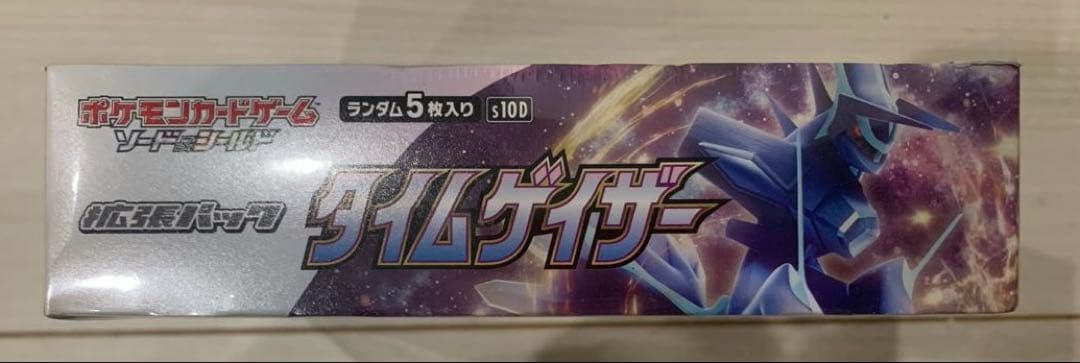 ポケモンカードゲーム
ソード&シールド
ランダム5枚入り s10D
拡張パック
タイムゲイザー